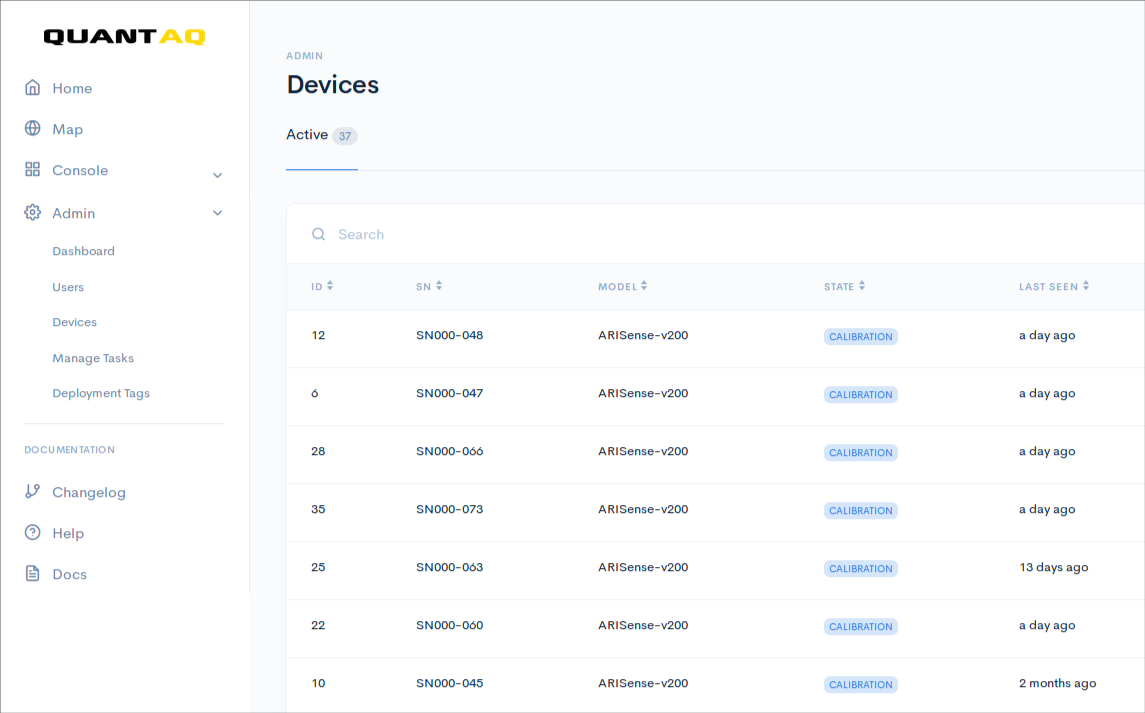 QUANTAQ
Home
Map
Console
Admin
Dashboard
Users
Devices
Manage Tasks
Deployment Tags
DOCUMENTATION
Changelog
Help
Docs
ADMIN
Devices
Active 37
Search
ID SN MODEL STATE LAST SEEN
12 SN000-048 ARISense-v200 CALIBRATION a day ago
6 SN000-047 ARISense-v200 CALIBRATION a day ago
28 SN000-066 ARISense-v200 CALIBRATION a day ago
35 SN000-073 ARISense-v200 CALIBRATION a day ago
25 SN000-063 ARISense-v200 CALIBRATION 13 days ago
22 SN000-060 ARISense-v200 CALIBRATION a day ago
10 SN000-045 ARISense-v200 CALIBRATION 2 months ago